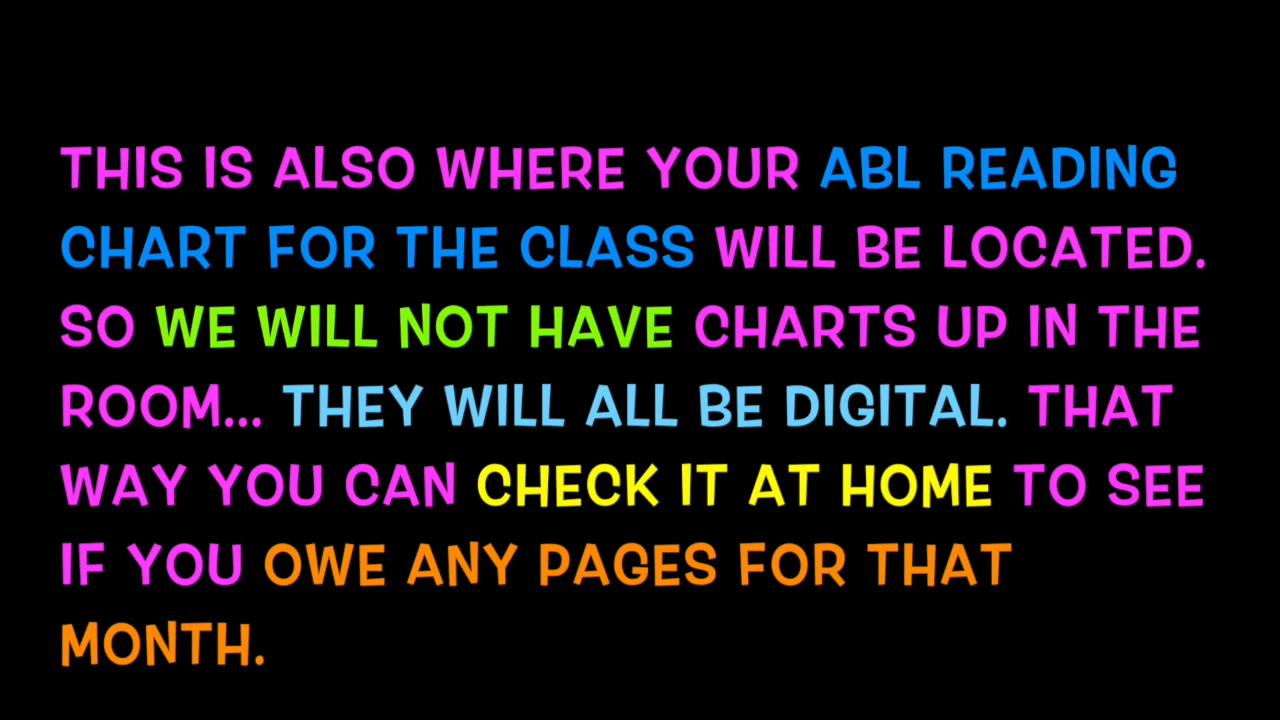 THIS IS ALSO WHERE YOUR ABL READING
CHART FOR THE CLASS WILL BE LOCATED.
SO WE WILL NOT HAVE CHARTS UP IN THE
ROOM... THEY WILL ALL BE DIGITAL. THAT
WAY YOU CAN CHECK IT AT HOME TO SEE
IF YOU OWE ANY PAGES FOR THAT
MONTH.